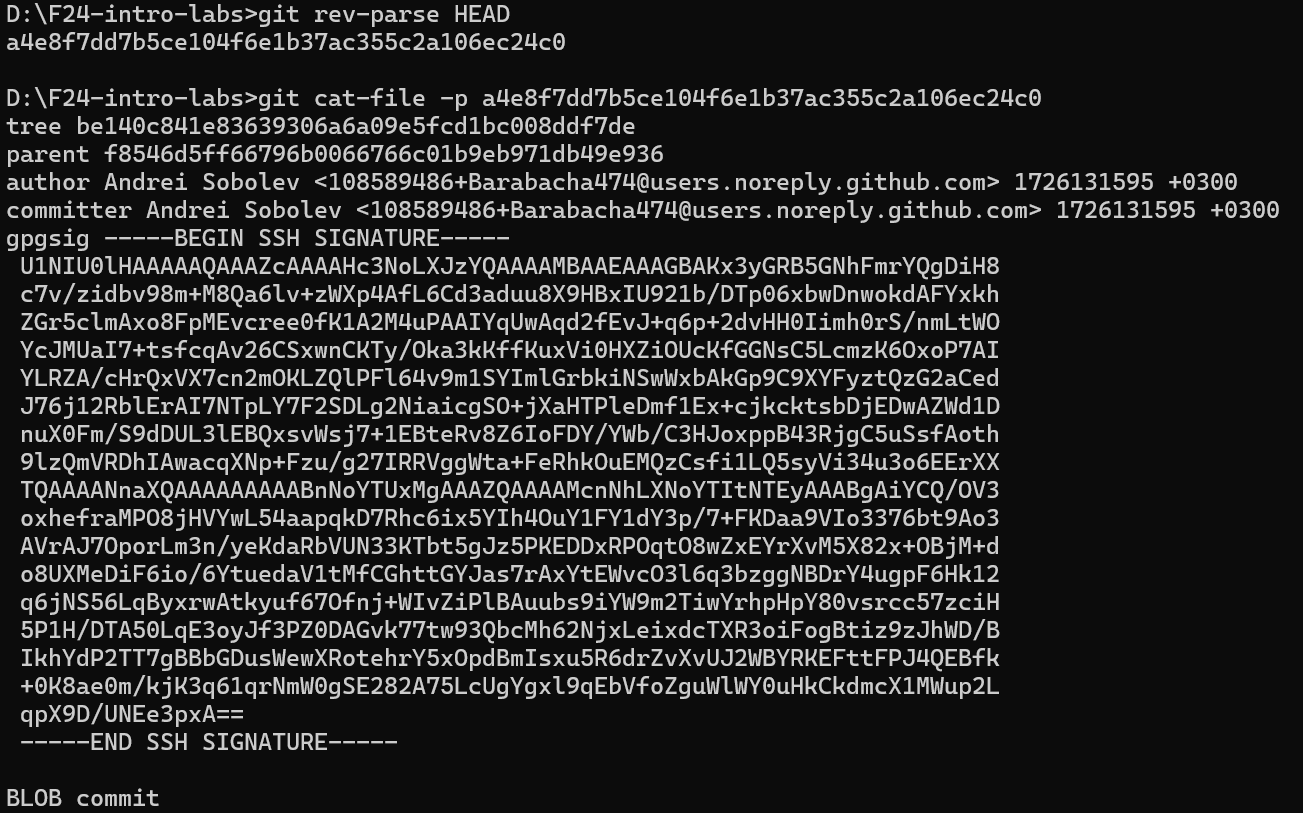 D:\F24-intro-labs>git rev-parse HEAD
a4e8f7dd7b5ce104f6e1b37ac355c2a106ec24c0
D:\F24-intro-labs>git cat-file -p a4e8f7dd7b5ce104f6e1b37ac355c2a106ec24c0
tree be140c841e83639306a6a09e5fcd1bc008ddf7de
parent f8546d5ff66796b0066766c01b9eb971db49e936
author Andrei Sobolev <108589486+Barabacha474@users.noreply.github.com> 1726131595 +0300
committer Andrei Sobolev <108589486+Barabacha474@users.noreply.github.com> 1726131595 +0300
gpgsig -----BEGIN SSH SIGNATURE-----
U1NIU0lHAAAAAQAAAZcAAAAHc3NoLXJzYQAAAAMBAAEAAAGBAKx3yGRB5GNhFmrYQgDiH8
c7v/zidbv98m+M8Qa6lv+zWXp4AfL6Cd3aduu8X9HBxIU921b/DTp06xbwDnwokdAFYxkh
ZGr5clmAxo8FpMEvcree0fK1A2M4uPAAIYqUwAqd2fEvJ+q6p+2dvHH0Iimh0rS/nmLtWO
YcJMUaI7+tsfcqAv26CSxwnCKTy/Oka3kKffKuxVi0HXZiOUcKfGGNsC5LcmzK6OxoP7AI
YLRZA/cHrQxVX7cn2mOKLZQlPFl64v9m1SYImlGrbkiNSwWxbAkGp9C9XYFyztQzG2aCed
J76j12RblErAI7NTpLY7F2SDLg2NiaicgSO+jXaHTPleDmf1Ex+cjkcktsbDjEDwAZWd1D
nuX0Fm/S9dDUL3lEBQxsvWsj7+1EBteRv8Z6IoFDY/YWb/C3HJoxppB43RjgC5uSsfAoth
9lzQmVRDhIAwacqXNp+Fzu/g27IRRVggWta+FeRhkOuEMQzCsfi1LQ5syVi34u3o6EErXX
TQAAAANnaXQAAAAAAAAABnNoYTUxMgAAAZQAAAAMcnNhLXNoYTItNTEyAAABgAiYCQ/OV3
oxhefraMPO8jHVYwL54aapqkD7Rhc6ix5YIh4OuY1FY1dY3p/7+FKDaa9VIo3376bt9Ao3
AVrAJ7OporLm3n/yeKdaRbVUN33KTbt5gJz5PKEDDxRPOqtO8wZxEYrXvM5X82x+OBjM+d
o8UXMeDiF6io/6YtuedaV1tMfCGhttGYJas7rAxYtEWvcO3l6q3bzggNBDrY4ugpF6Hk12
q6jNS56LqByxrwAtkyuf67Ofnj+WIvZiPlBAuubs9iYW9m2TiwYrhpHpY80vsrcc57zciH
5P1H/DTA50LqE3oyJf3PZ0DAGvk77tw93QbcMh62NjxLeixdcTXR3oiFogBtiz9zJhWD/B
IkhYdP2TT7gBBbGDusWewXRotehrY5xOpdBmIsxu5R6drZvXvUJ2WBYRKEFttFPJ4QEBfk
+0K8ae0m/kjK3q61qrNmW0gSE282A75LcUgYgxl9qEbVfoZguWlWY0uHkCkdmcX1MWup2L
qpX9D/UNEe3pxA==
-----END SSH SIGNATURE-----
BLOB commit